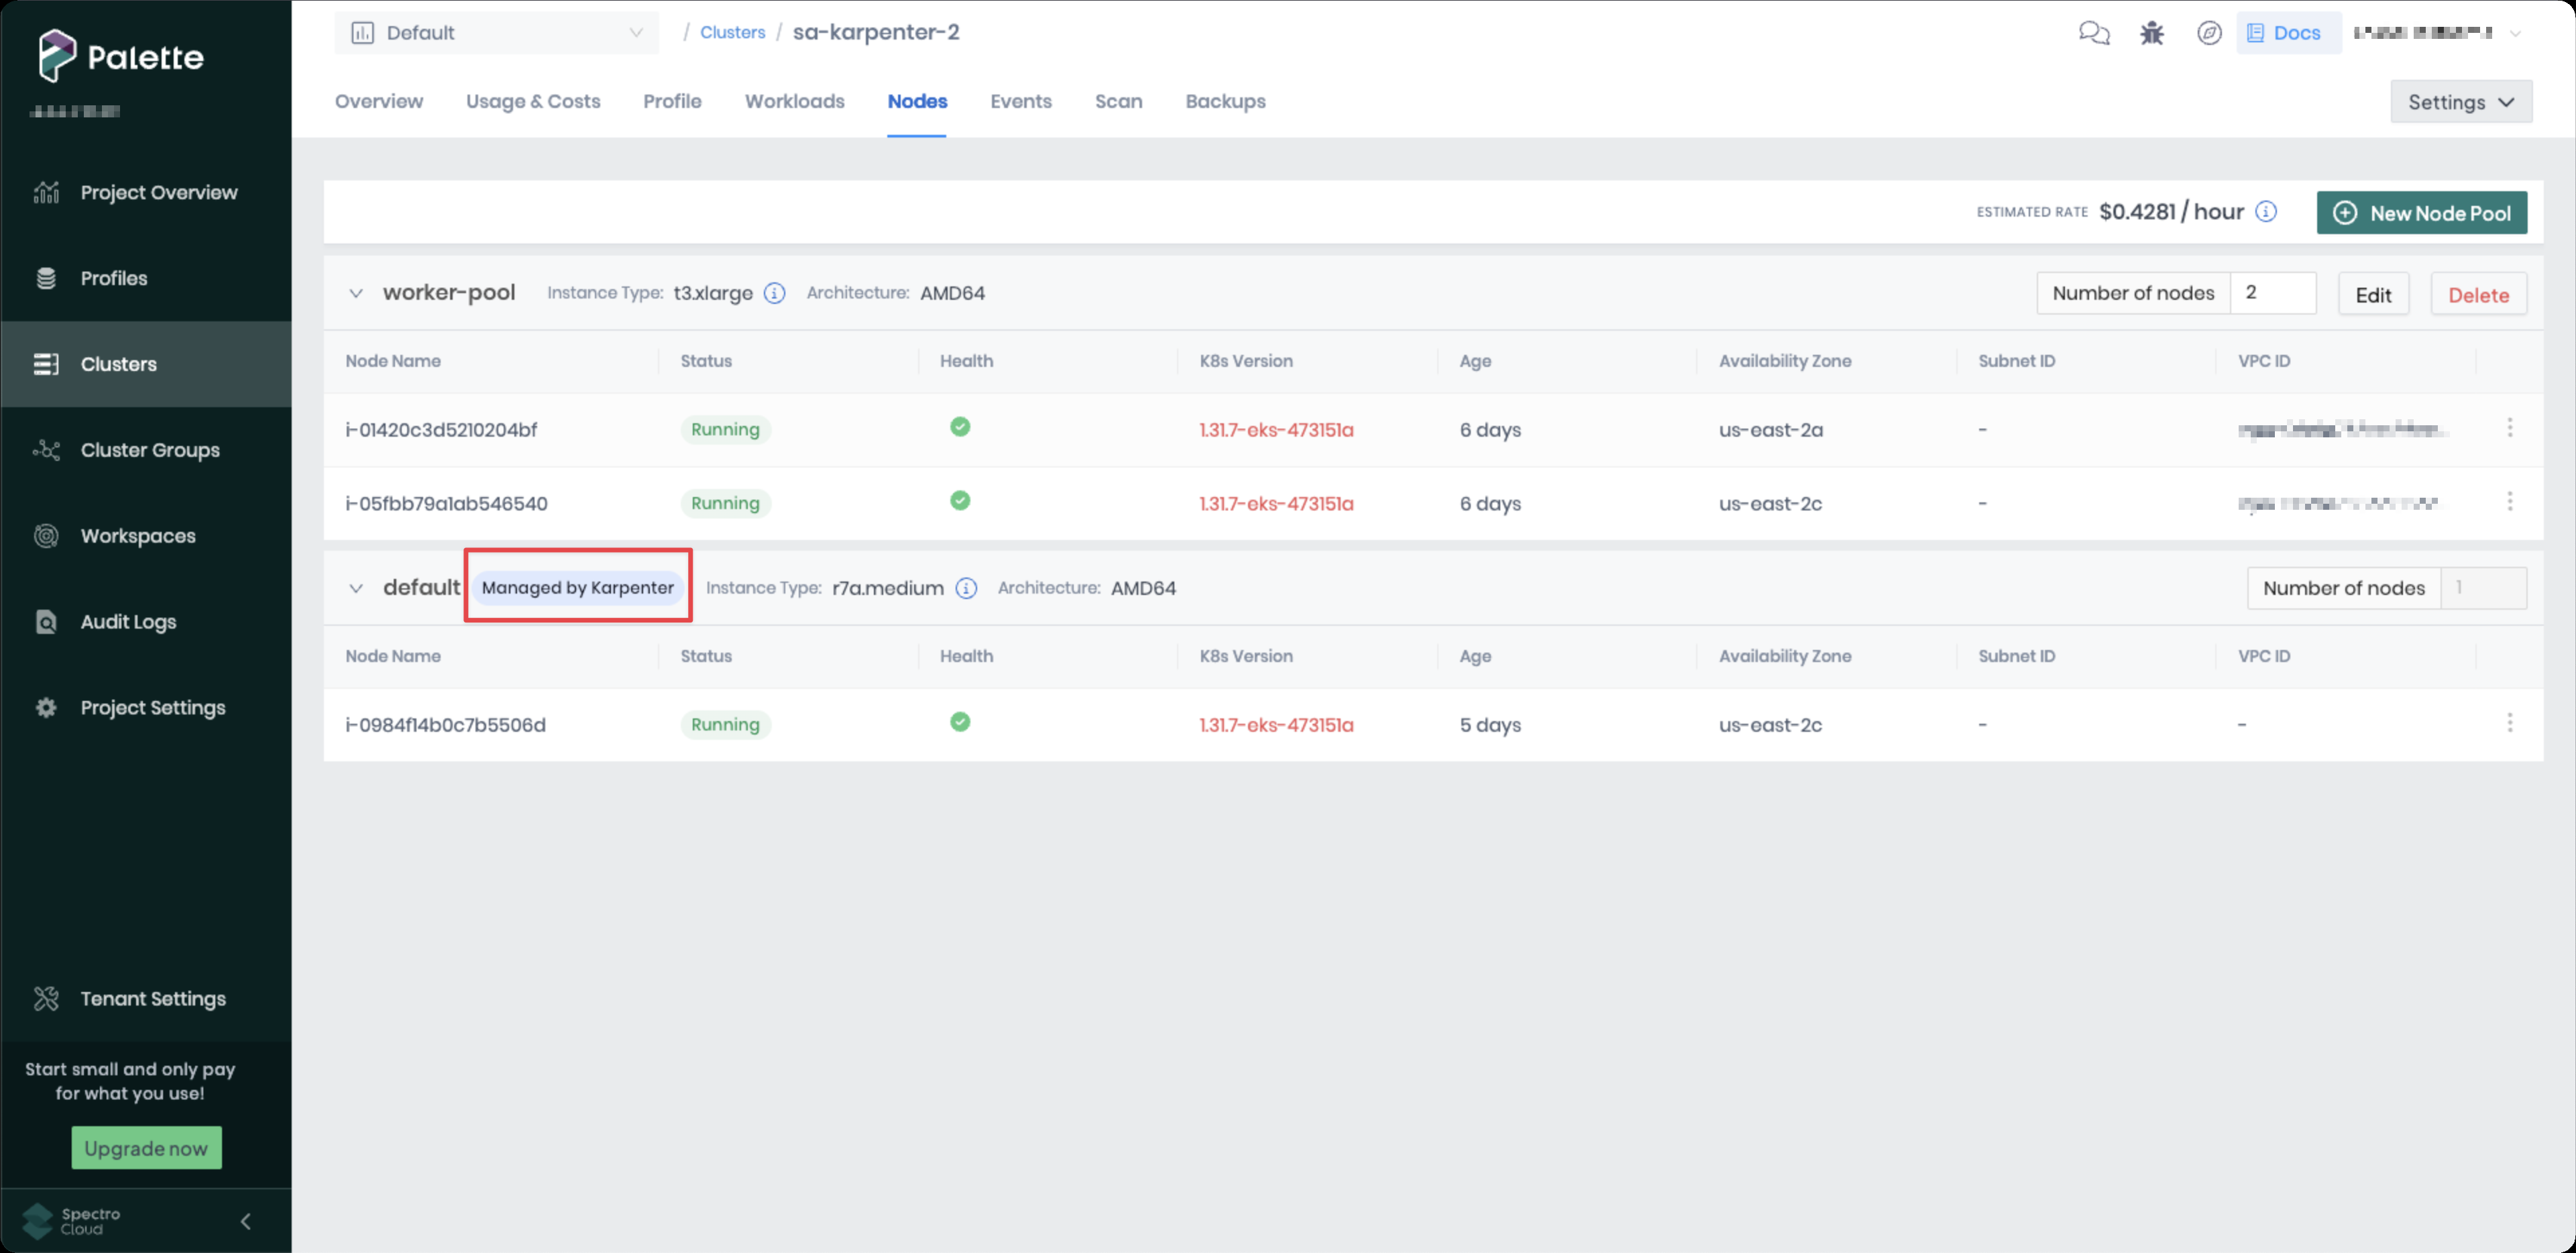 Palette
Project Overview
Profiles
Clusters
Cluster Groups
Workspaces
Audit Logs
Project Settings
Tenant Settings
Start small and only pay
for what you use!
Upgrade now
Spectro
Cloud
Default / Clusters / sa-karpenter-2 Docs
Overview Usage & Costs Profile Workloads Nodes Events Scan Backups Settings
ESTIMATED RATE $0.4281 / hour New Node Pool
worker-pool Instance Type: t3.xlarge Architecture: AMD64 Number of nodes 2 Edit Delete
Node Name Status Health K8s Version Age Availability Zone Subnet ID VPC ID
i-01420c3d5210204bf Running 1.31.7-eks-473151a 6 days us-east-2a -
i-05fbb79a1ab546540 Running 1.31.7-eks-473151a 6 days us-east-2c -
default Managed by Karpenter Instance Type: r7a.medium Architecture: AMD64 Number of nodes 1
Node Name Status Health K8s Version Age Availability Zone Subnet ID VPC ID
i-0984f14b0c7b5506d Running 1.31.7-eks-473151a 5 days us-east-2c - -